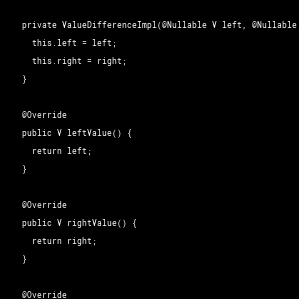 private ValueDifferenceImpl(@Nullable V left, @Nullable
this.left = left;
this.right = right;
}
@Override
public V leftValue() {
return left;
}
@Override
public V rightValue() {
return right;
}
@Override